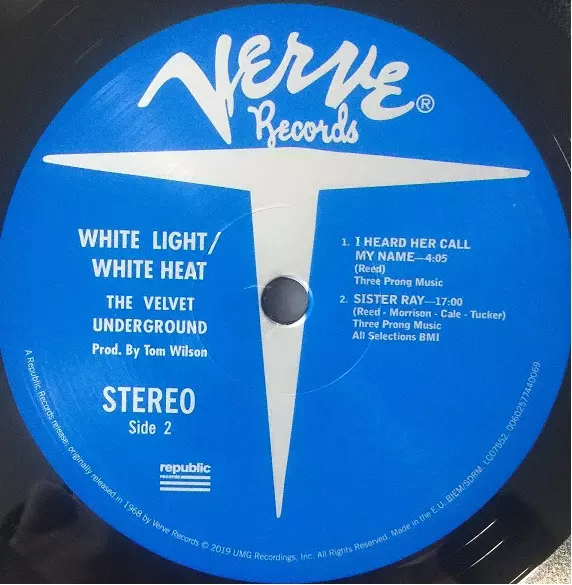 Verve®
Records
WHITE LIGHT/
WHITE HEAT
THE VELVET
UNDERGROUND
Prod. By Tom Wilson
STEREO
Side 2
republic
records
1. I HEARD HER CALL
MY NAME—4:05
(Reed)
Three Prong Music
2. SISTER RAY—17:00
(Reed - Morrison - Cale - Tucker)
Three Prong Music
All Selections BMI
A Republic Records release; originally released in 1968 by Verve Records © 2019 UMG Recordings, Inc. All Rights Reserved. Made in the E.U. BIEM/SDRM. LC07552. 00602577440069